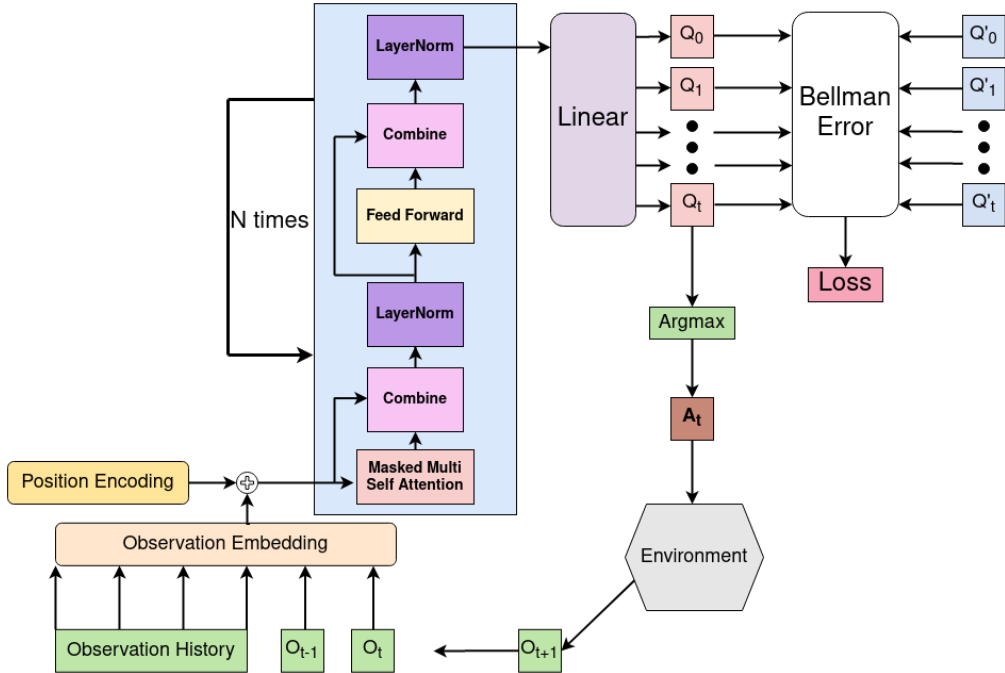 LayerNorm
Combine
Feed Forward
LayerNorm
Combine
Masked Multi
Self Attention
N times
Linear
Q0
Q1
Qt
Bellman
Error
Q'0
Q'1
Q't
Loss
Argmax
At
Environment
Position Encoding
Observation Embedding
Observation History
Ot-1
Ot
Ot+1